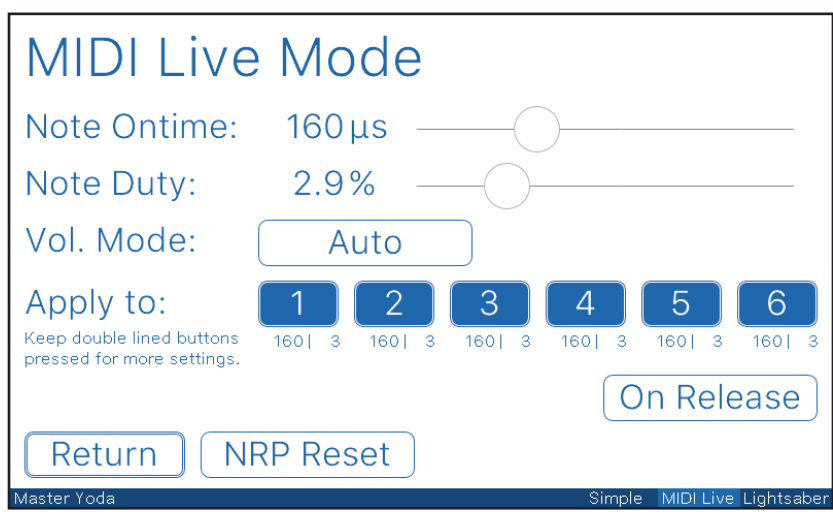 MIDI Live Mode
Note Ontime: 160 µs
Note Duty: 2.9%
Vol. Mode: Auto
Apply to: 1 2 3 4 5 6
Keep double lined buttons
pressed for more settings.
160| 3 160| 3 160| 3 160| 3 160| 3 160| 3
On Release
Return NRP Reset
Master Yoda Simple MIDI Live Lightsaber